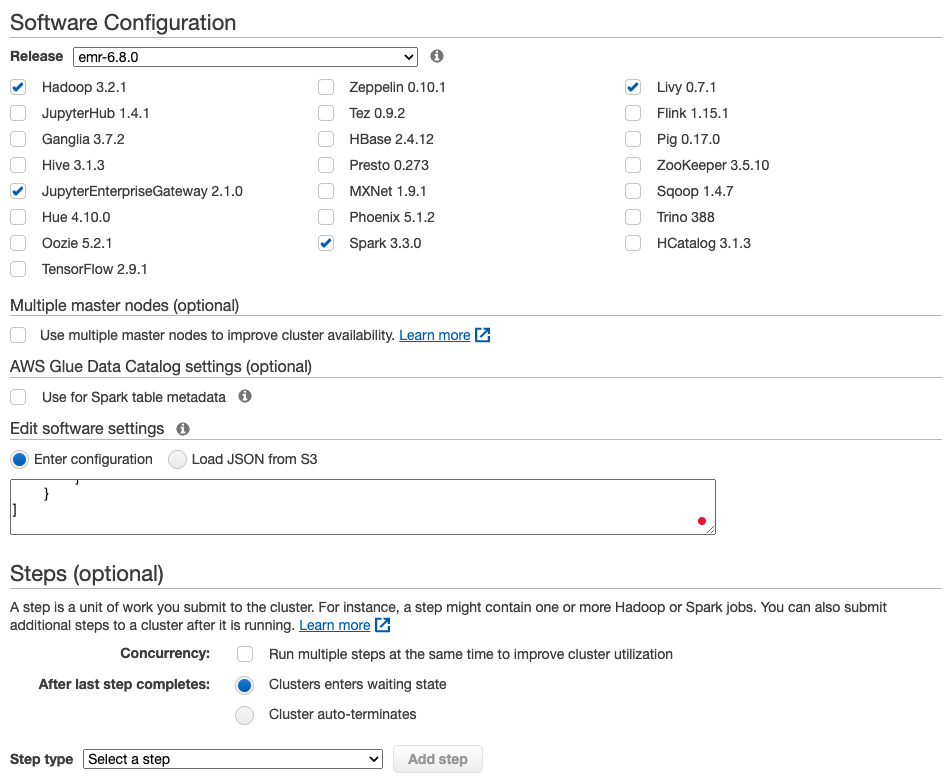 Software Configuration
Release emr-6.8.0
Hadoop 3.2.1 Zeppelin 0.10.1 Livy 0.7.1
JupyterHub 1.4.1 Tez 0.9.2 Flink 1.15.1
Ganglia 3.7.2 HBase 2.4.12 Pig 0.17.0
Hive 3.1.3 Presto 0.273 ZooKeeper 3.5.10
JupyterEnterpriseGateway 2.1.0 MXNet 1.9.1 Sqoop 1.4.7
Hue 4.10.0 Phoenix 5.1.2 Trino 388
Oozie 5.2.1 Spark 3.3.0 HCatalog 3.1.3
TensorFlow 2.9.1
Multiple master nodes (optional)
Use multiple master nodes to improve cluster availability. Learn more
AWS Glue Data Catalog settings (optional)
Use for Spark table metadata
Edit software settings
Enter configuration Load JSON from S3
}
}
]
Steps (optional)
A step is a unit of work you submit to the cluster. For instance, a step might contain one or more Hadoop or Spark jobs. You can also submit
additional steps to a cluster after it is running. Learn more
Concurrency: Run multiple steps at the same time to improve cluster utilization
After last step completes: Clusters enters waiting state
Cluster auto-terminates
Step type Select a step Add step